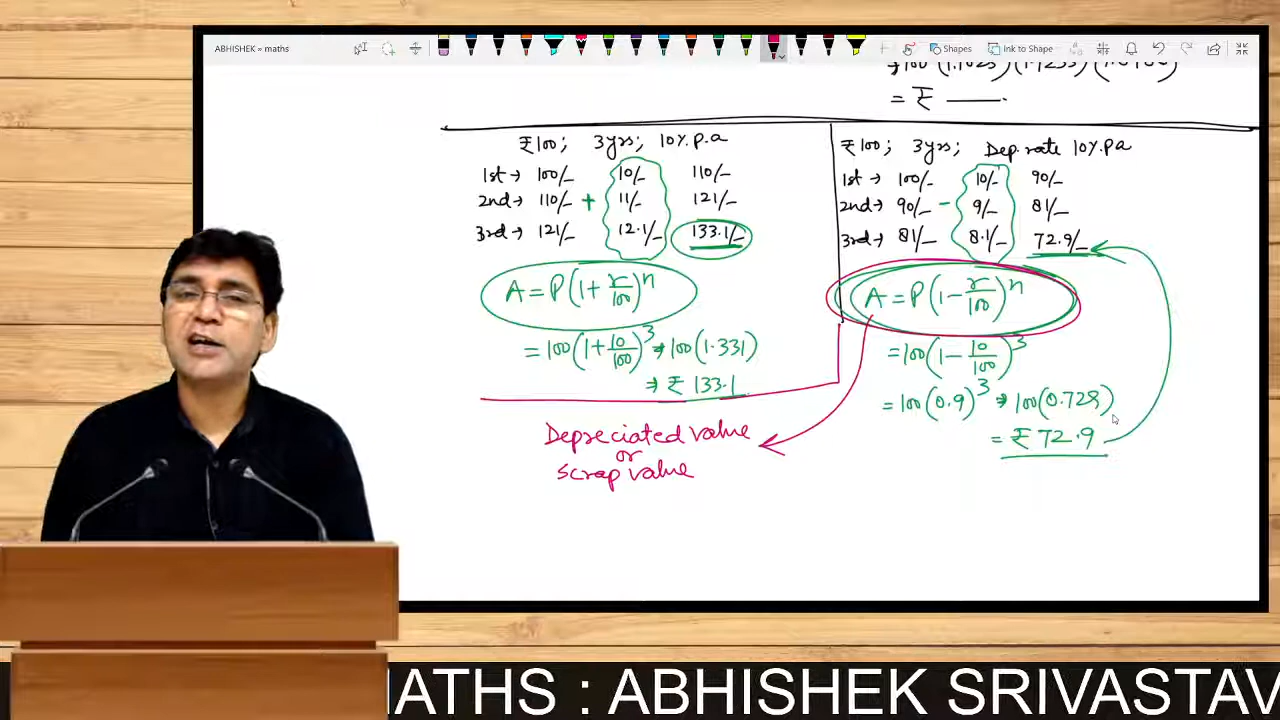 ABHISHEK » maths
Shapes
Ink to Shape
= ₹ ——.
₹100; 3yrs; 10%.p.a
1st → 100/- 10/- 110/-
2nd → 110/- + 11/- 121/-
3rd → 121/- 12.1/- 133.1/-
A = P(1+r/100)^n
= 100(1+10/100)^3 → 100(1.331)
⇒ ₹ 133.1
₹100; 3yrs; Dep.rate 10%.pa
1st → 100/- 10/- 90/-
2nd → 90/- - 9/- 81/-
3rd → 81/- 8.1/- 72.9/-
A = P(1-r/100)^n
= 100(1-10/100)^3
= 100(0.9)^3 → 100(0.729)
= ₹72.9
Depreciated value
or
scrap value
MATHS : ABHISHEK SRIVASTAV